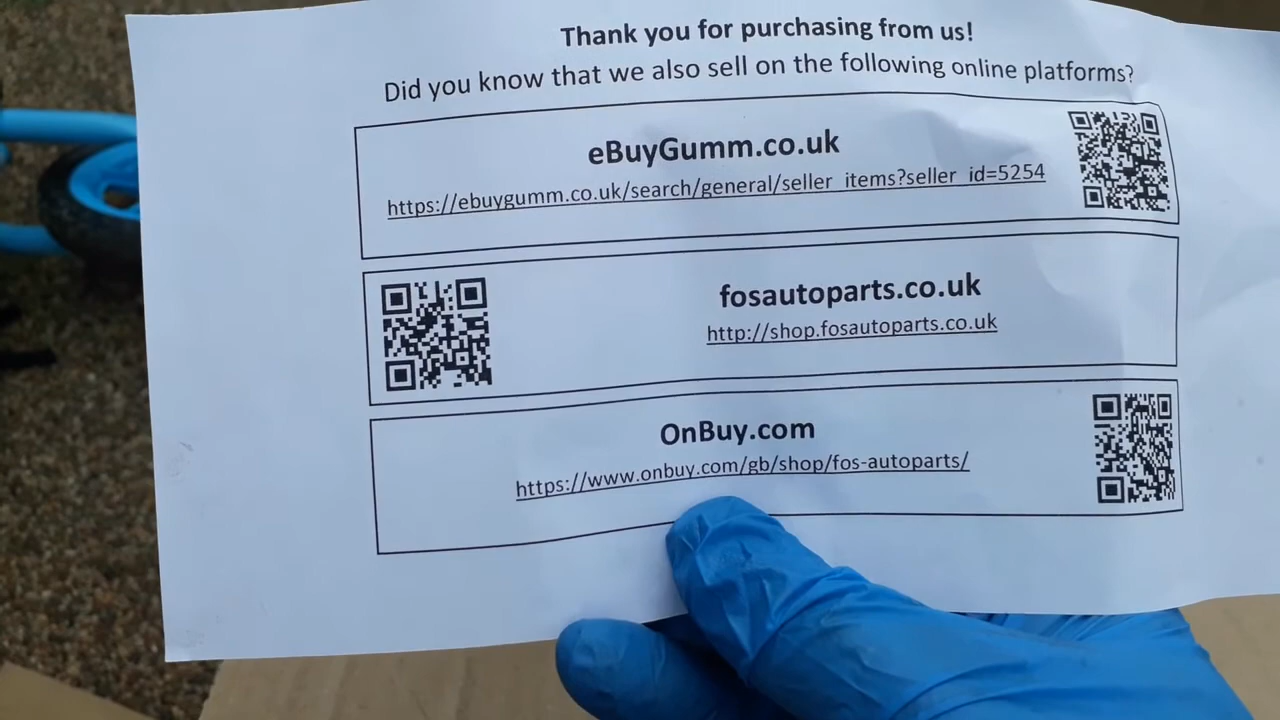 Thank you for purchasing from us!
Did you know that we also sell on the following online platforms?
eBuyGumm.co.uk
https://ebuygumm.co.uk/search/general/seller_items?seller_id=5254
fosautoparts.co.uk
http://shop.fosautoparts.co.uk
OnBuy.com
https://www.onbuy.com/gb/shop/fos-autoparts/